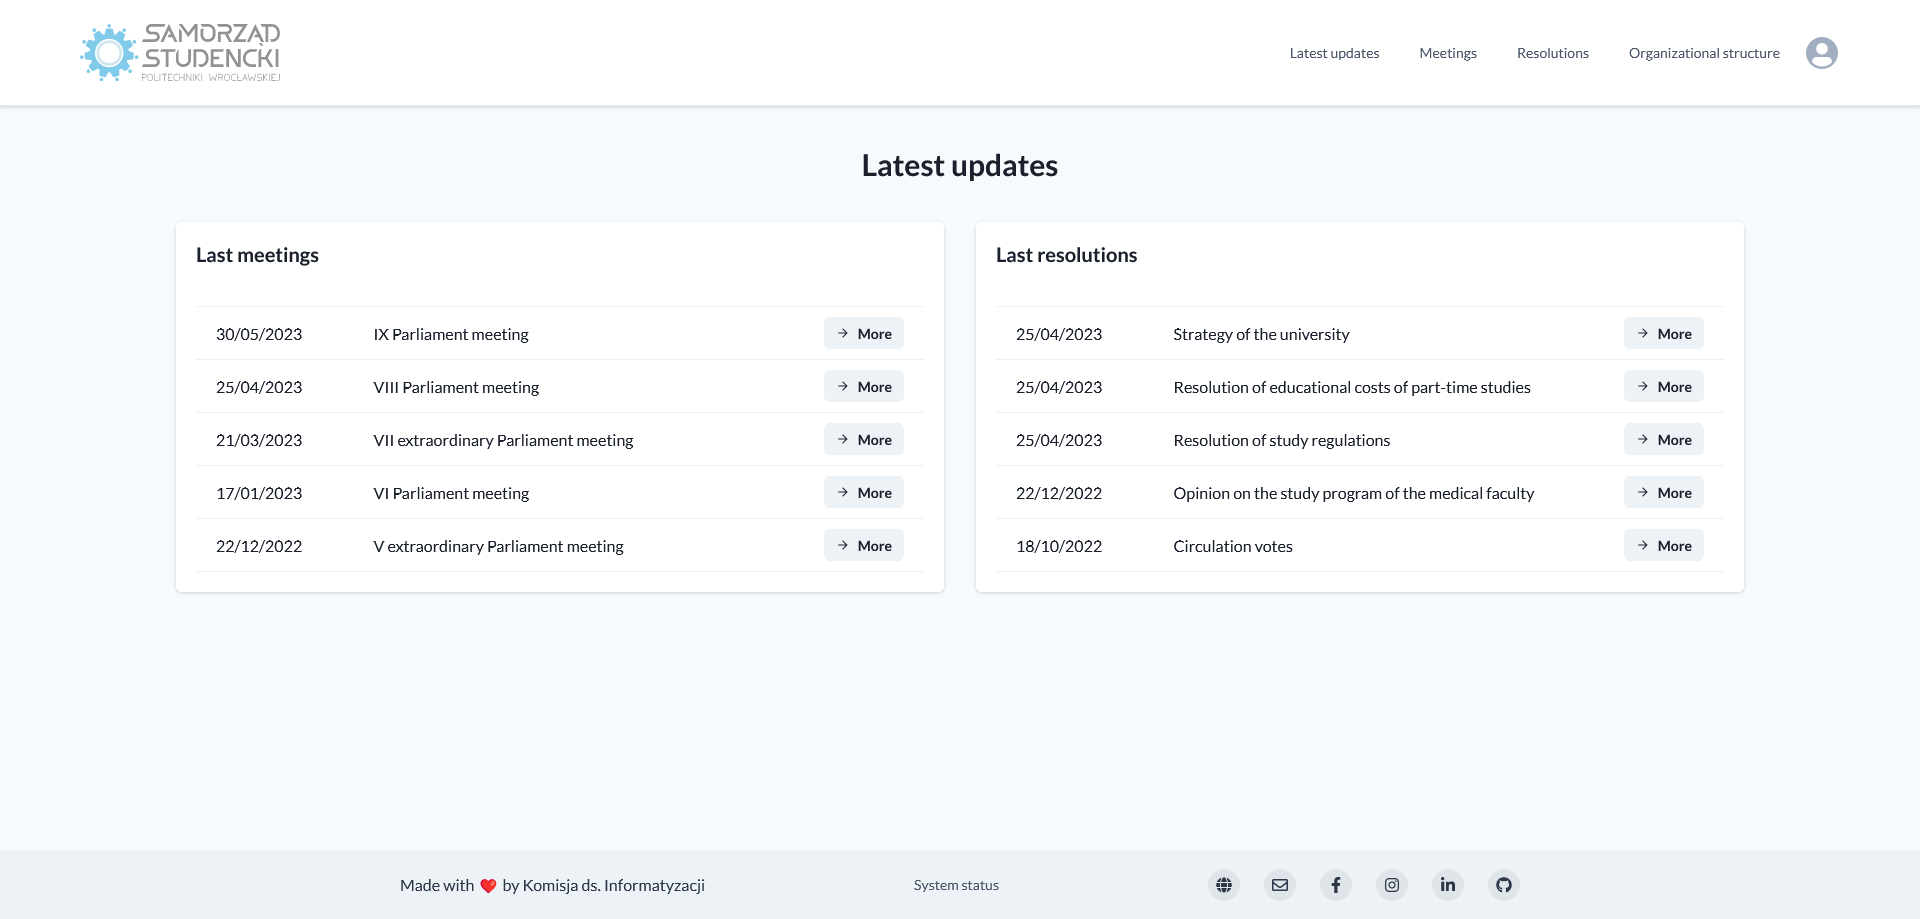 SAMORZĄD
STUDENCKI
POLITECHNIKI WROCŁAWSKIEJ
Latest updates
Meetings
Resolutions
Organizational structure
Latest updates
Last meetings
30/05/2023 IX Parliament meeting More
25/04/2023 VIII Parliament meeting More
21/03/2023 VII extraordinary Parliament meeting More
17/01/2023 VI Parliament meeting More
22/12/2022 V extraordinary Parliament meeting More
Last resolutions
25/04/2023 Strategy of the university More
25/04/2023 Resolution of educational costs of part-time studies More
25/04/2023 Resolution of study regulations More
22/12/2022 Opinion on the study program of the medical faculty More
18/10/2022 Circulation votes More
Made with ❤️ by Komisja ds. Informatyzacji
System status